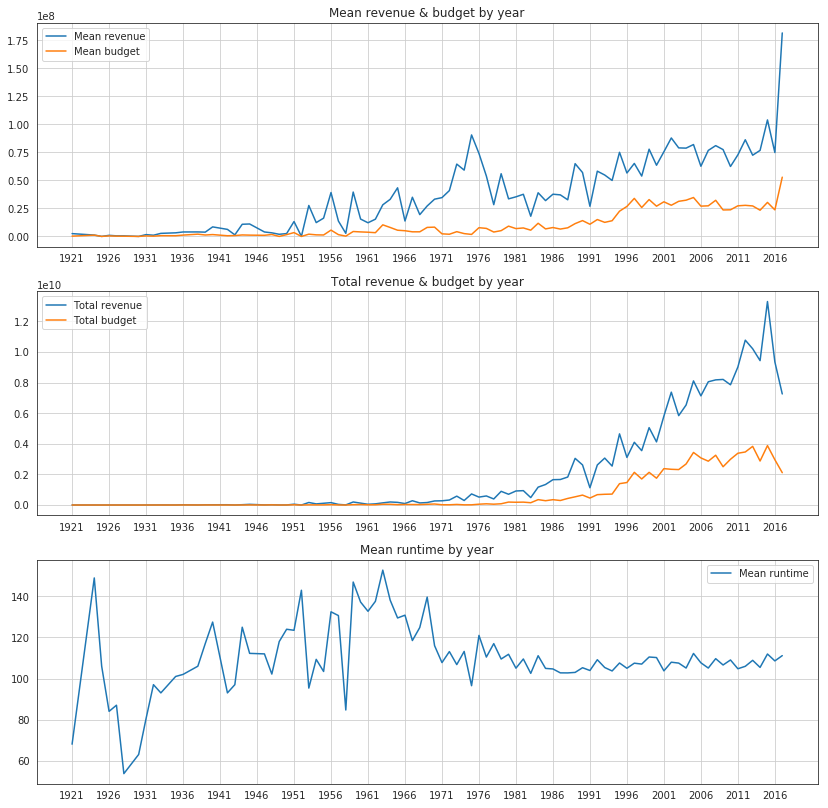 Mean revenue & budget by year
1e8
Mean revenue
Mean budget
1.75
1.50
1.25
1.00
0.75
0.50
0.25
0.00
1921 1926 1931 1936 1941 1946 1951 1956 1961 1966 1971 1976 1981 1986 1991 1996 2001 2006 2011 2016
Total revenue & budget by year
1e10
Total revenue
Total budget
1.2
1.0
0.8
0.6
0.4
0.2
0.0
1921 1926 1931 1936 1941 1946 1951 1956 1961 1966 1971 1976 1981 1986 1991 1996 2001 2006 2011 2016
Mean runtime by year
Mean runtime
140
120
100
80
60
1921 1926 1931 1936 1941 1946 1951 1956 1961 1966 1971 1976 1981 1986 1991 1996 2001 2006 2011 2016